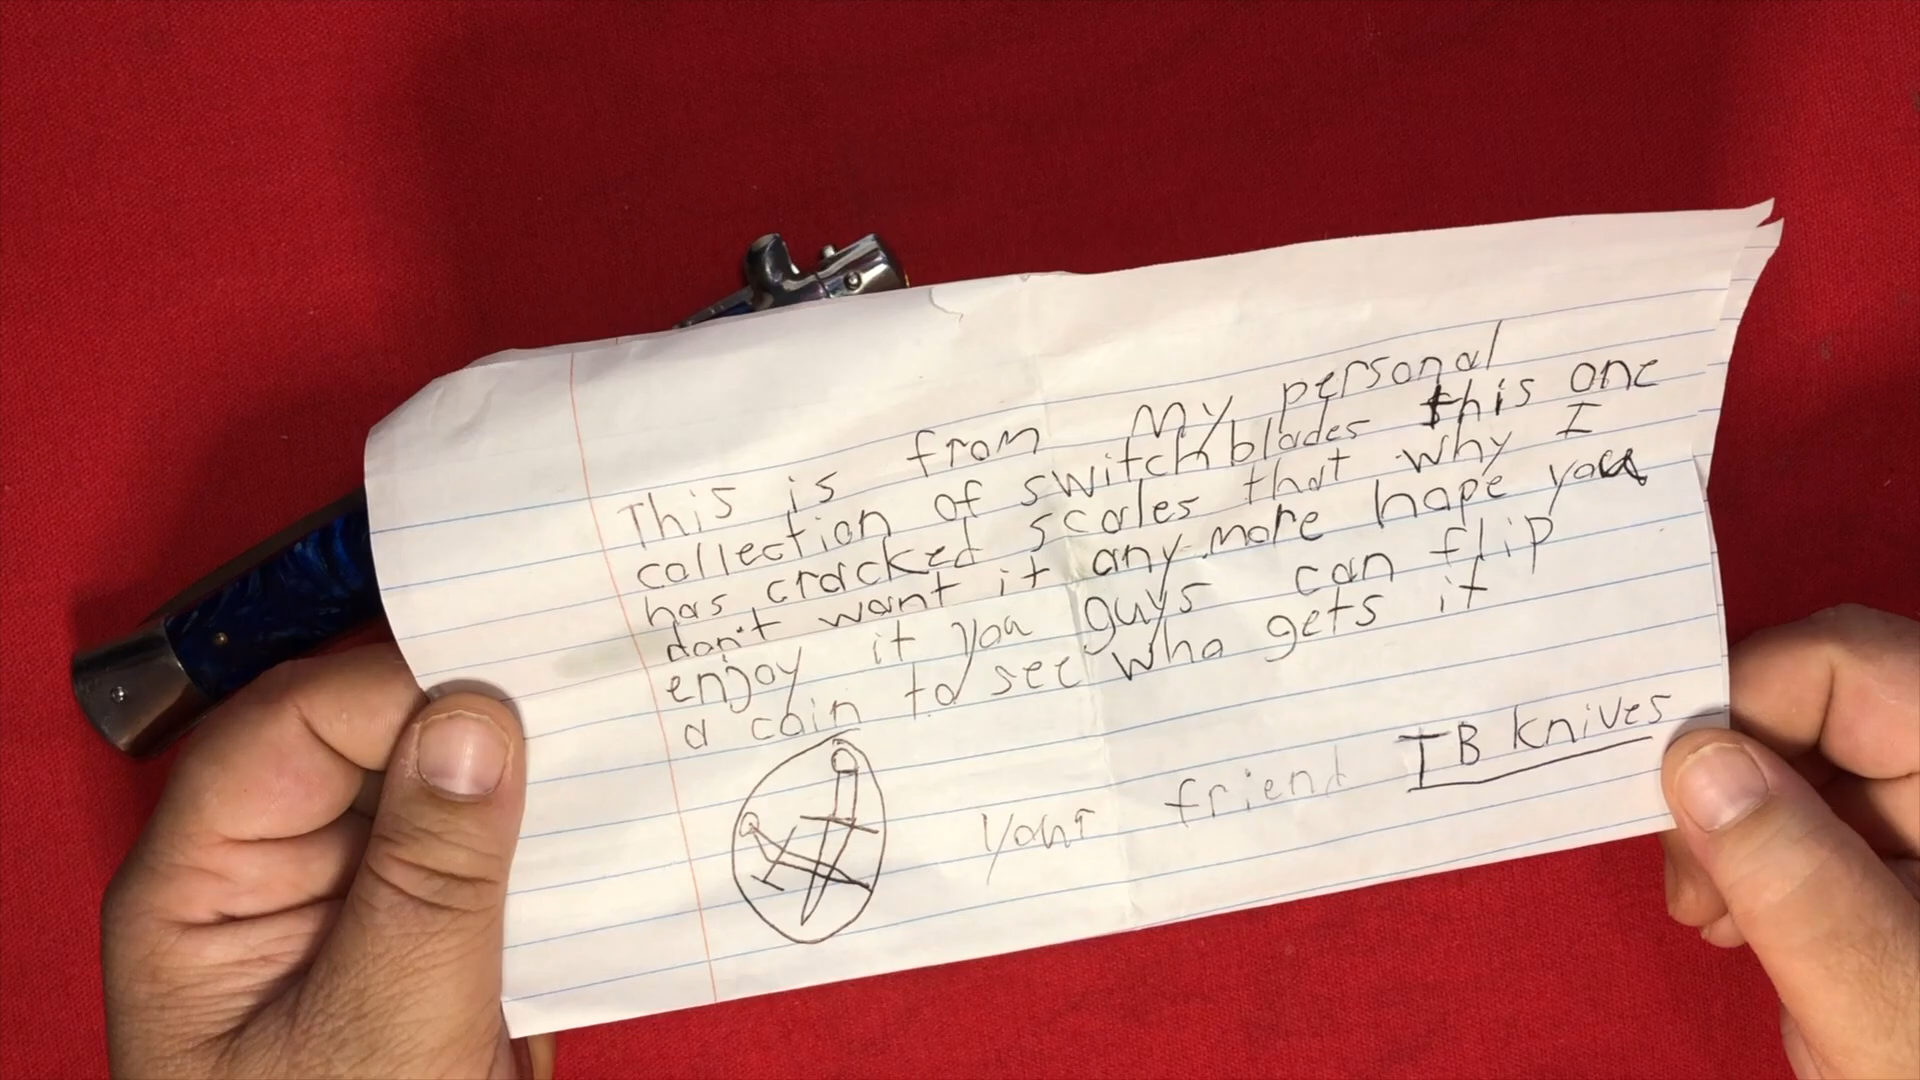 This is from My personal
collection of switchblades this one
has cracked scales that why I
don't want it any more hope you
enjoy it you guys can flip
a coin to see who gets it
your friend TB knives